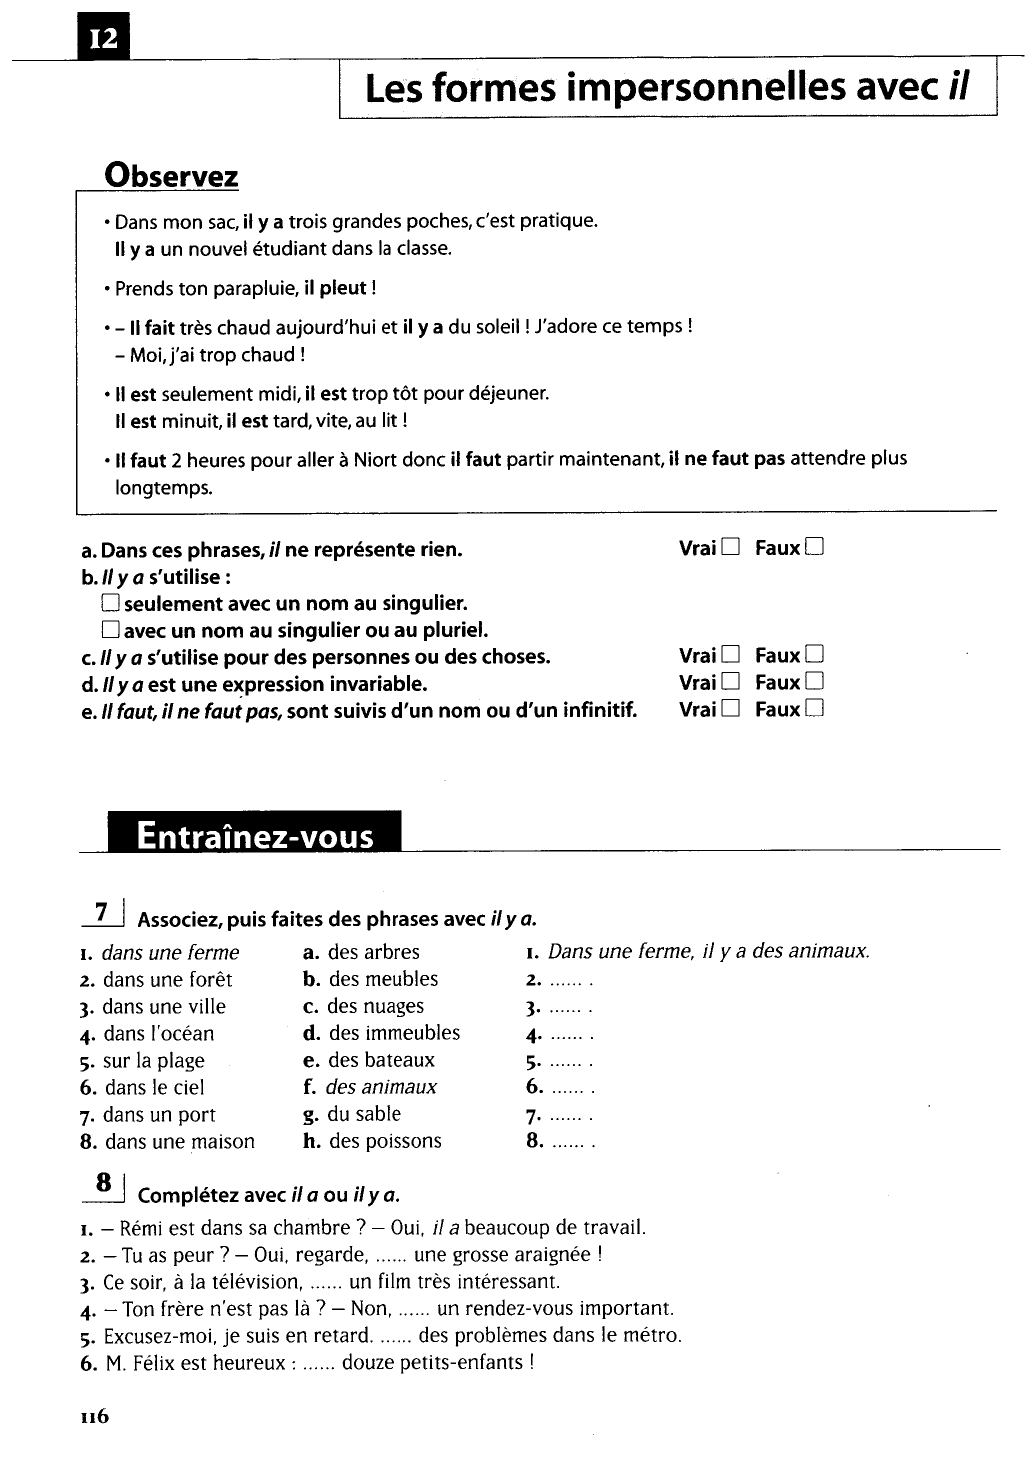 12
Les formes impersonnelles avec il
Observez
• Dans mon sac, il y a trois grandes poches, c'est pratique.
Il y a un nouvel étudiant dans la classe.
• Prends ton parapluie, il pleut !
• – Il fait très chaud aujourd'hui et il y a du soleil ! J'adore ce temps !
– Moi, j'ai trop chaud !
• Il est seulement midi, il est trop tôt pour déjeuner.
Il est minuit, il est tard, vite, au lit !
• Il faut 2 heures pour aller à Niort donc il faut partir maintenant, il ne faut pas attendre plus
longtemps.
a. Dans ces phrases, il ne représente rien. Vrai □ Faux □
b. Il y a s'utilise :
□ seulement avec un nom au singulier.
□ avec un nom au singulier ou au pluriel.
c. Il y a s'utilise pour des personnes ou des choses. Vrai □ Faux □
d. Il y a est une expression invariable. Vrai □ Faux □
e. Il faut, il ne faut pas, sont suivis d'un nom ou d'un infinitif. Vrai □ Faux □
Entraînez-vous
7 Associez, puis faites des phrases avec il y a.
1. dans une ferme a. des arbres 1. Dans une ferme, il y a des animaux.
2. dans une forêt b. des meubles 2. ...... .
3. dans une ville c. des nuages 3. ...... .
4. dans l'océan d. des immeubles 4. ...... .
5. sur la plage e. des bateaux 5. ...... .
6. dans le ciel f. des animaux 6. ...... .
7. dans un port g. du sable 7. ...... .
8. dans une maison h. des poissons 8. ...... .
8 Complétez avec il a ou il y a.
1. – Rémi est dans sa chambre ? – Oui, il a beaucoup de travail.
2. – Tu as peur ? – Oui, regarde, ...... une grosse araignée !
3. Ce soir, à la télévision, ...... un film très intéressant.
4. – Ton frère n'est pas là ? – Non, ...... un rendez-vous important.
5. Excusez-moi, je suis en retard. ...... des problèmes dans le métro.
6. M. Félix est heureux : ...... douze petits-enfants !
116